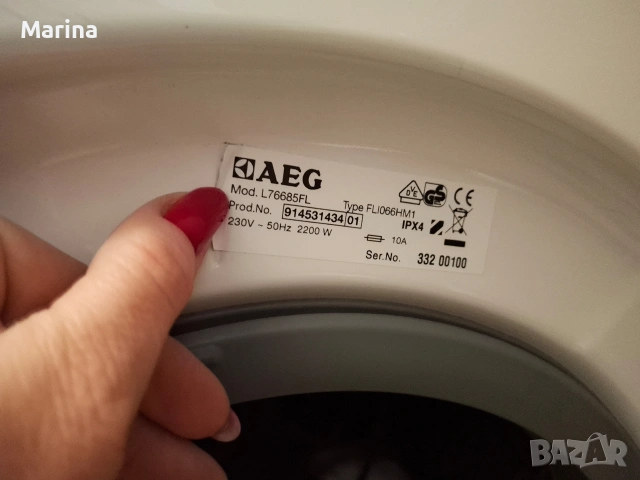 Marina
AEG
Mod. L76685FL
Type FLI066HM1
Prod.No. 914531434 01
IPX4
230V ~ 50Hz 2200 W
10A
Ser.No. 332 00100
BAZAR